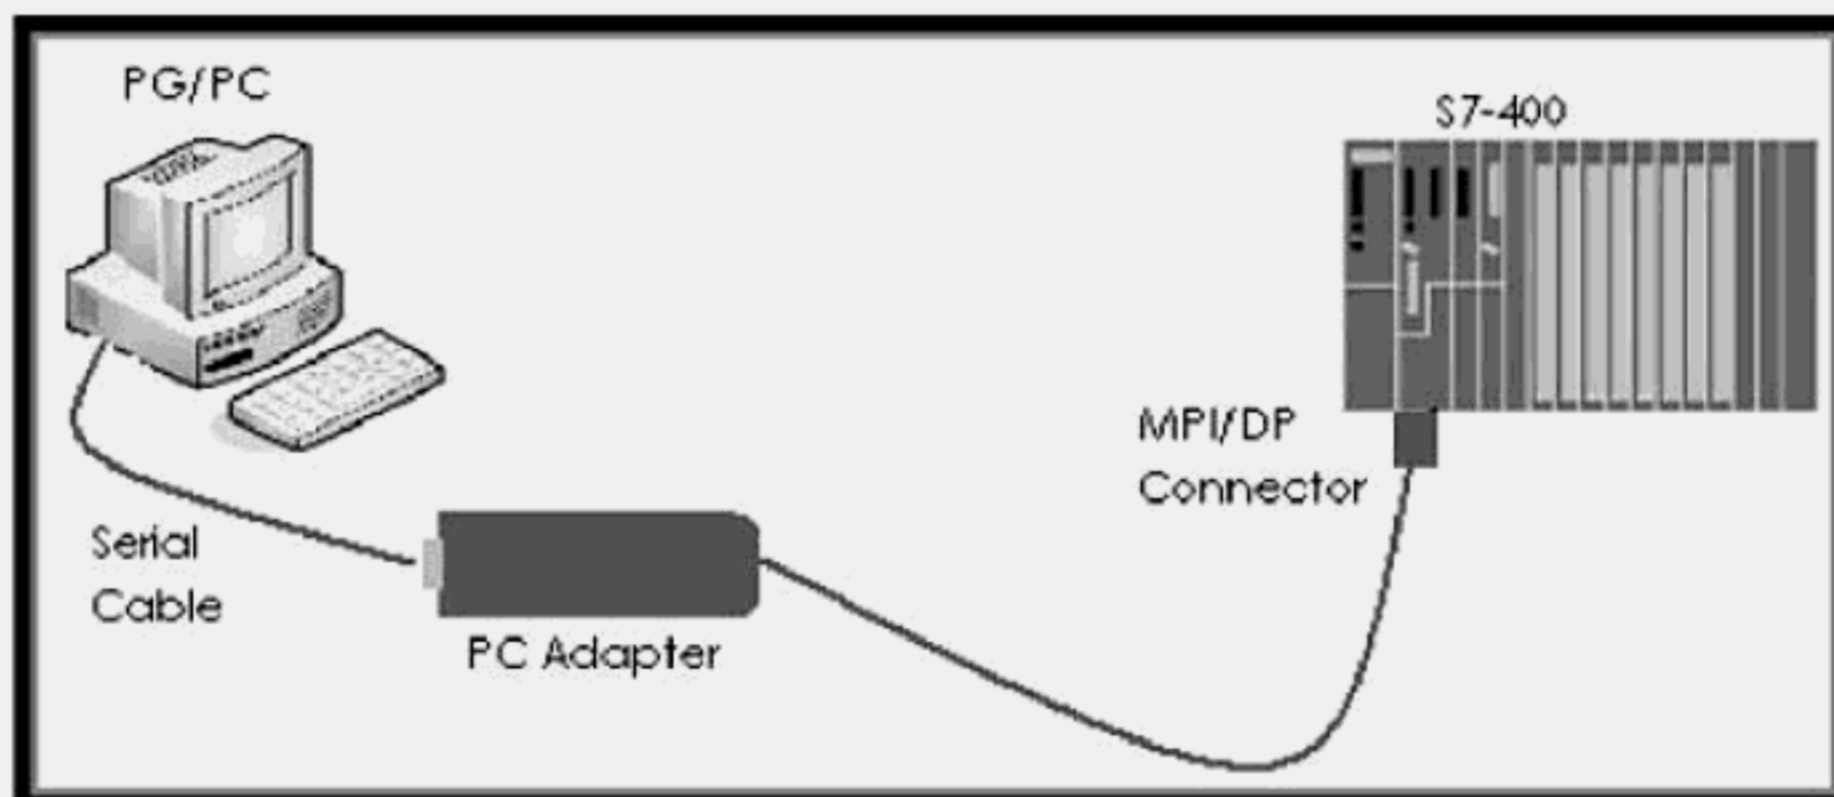 PG/PC
S7-400
MPI/DP
Connector
Serial
Cable
PC Adapter